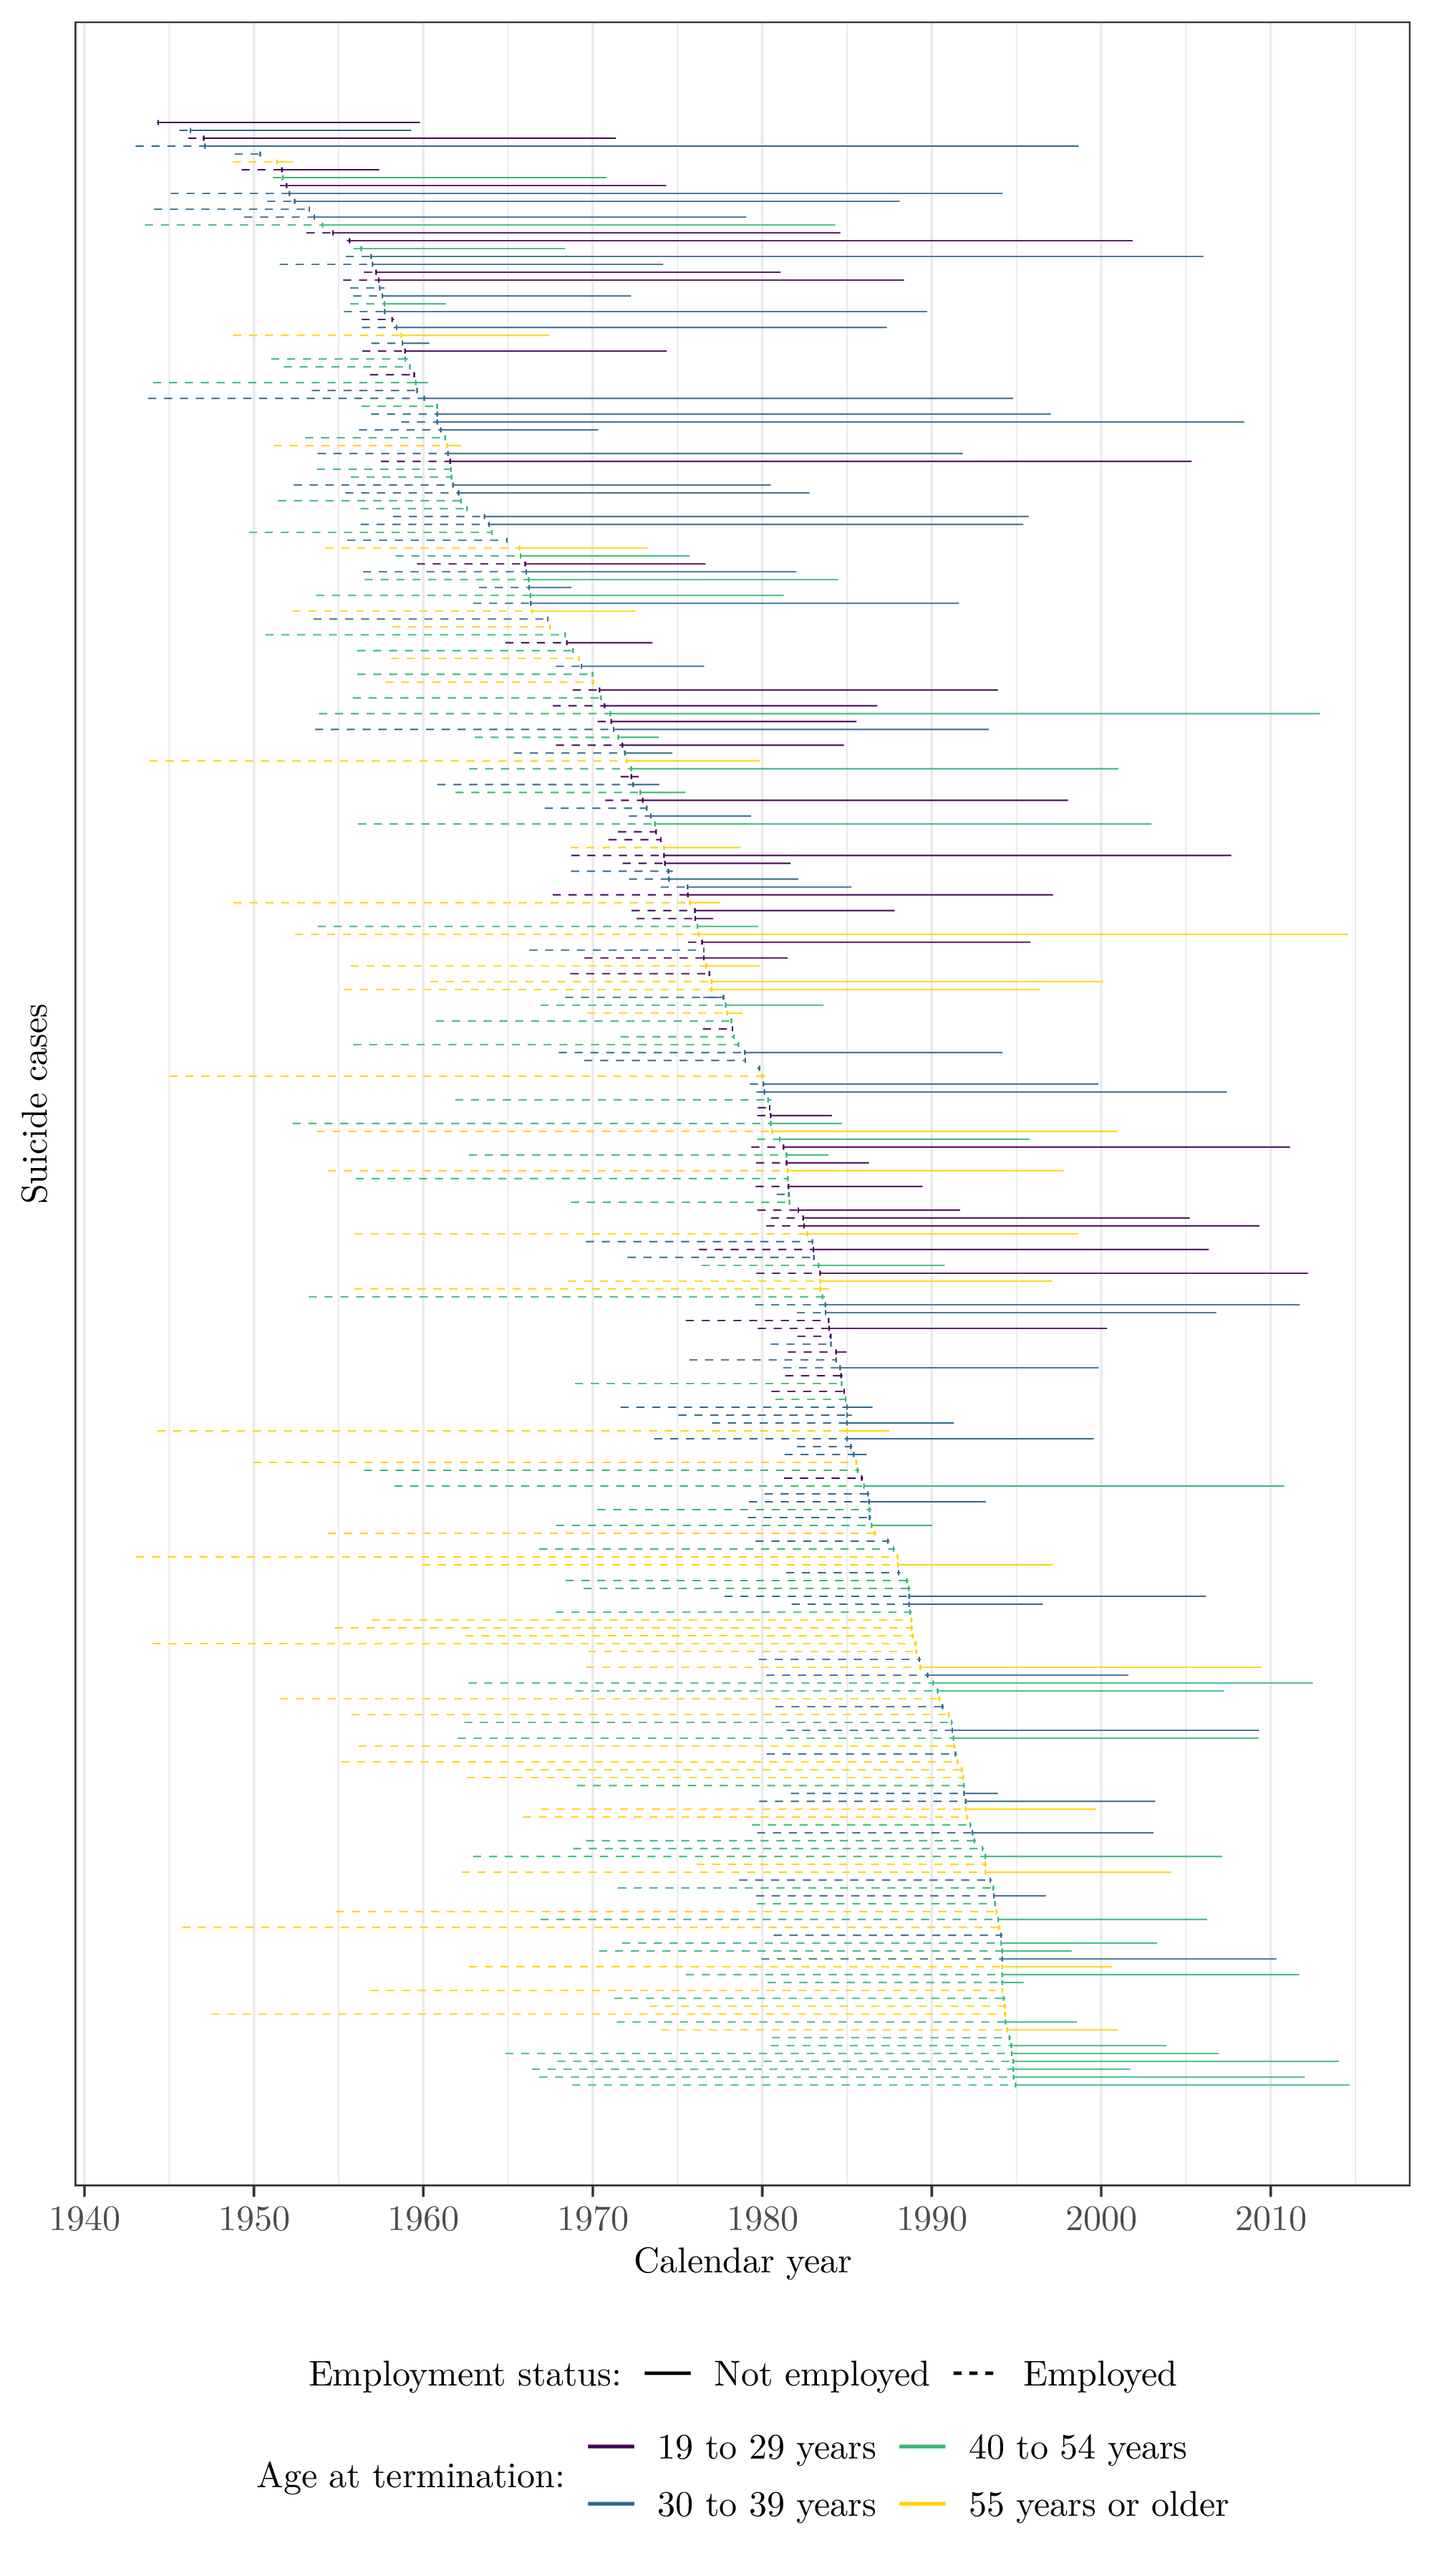 Suicide cases
1940 1950 1960 1970 1980 1990 2000 2010
Calendar year
Employment status: Not employed Employed
Age at termination:
19 to 29 years 40 to 54 years
30 to 39 years 55 years or older